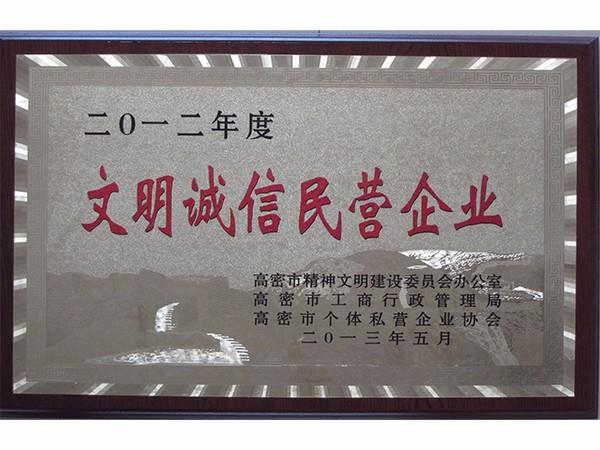 二〇一二年度
文明诚信民营企业
高密市精神文明建设委员会办公室
高密市工商行政管理局
高密市个体私营企业协会
二〇一三年五月